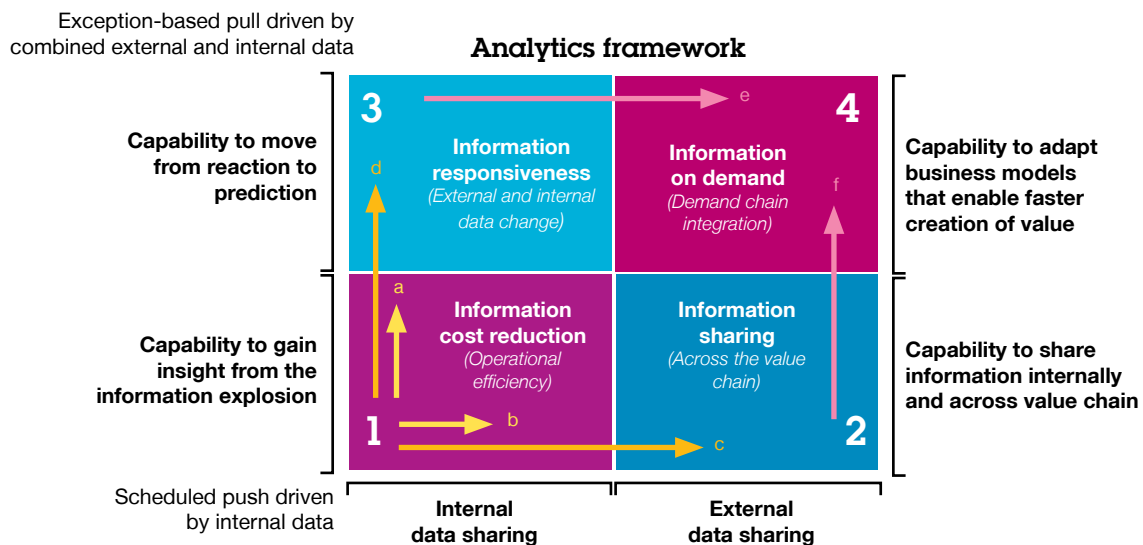 Exception-based pull driven by
combined external and internal data
Analytics framework
3
e
4
Capability to move
from reaction to
prediction
d
Information
responsiveness
(External and internal
data change)
Information
on demand
(Demand chain
integration)
f
Capability to adapt
business models
that enable faster
creation of value
a
Capability to gain
insight from the
information explosion
Information
cost reduction
(Operational
efficiency)
Information
sharing
(Across the value
chain)
Capability to share
information internally
and across value chain
1
b
c
2
Scheduled push driven
by internal data
Internal
data sharing
External
data sharing